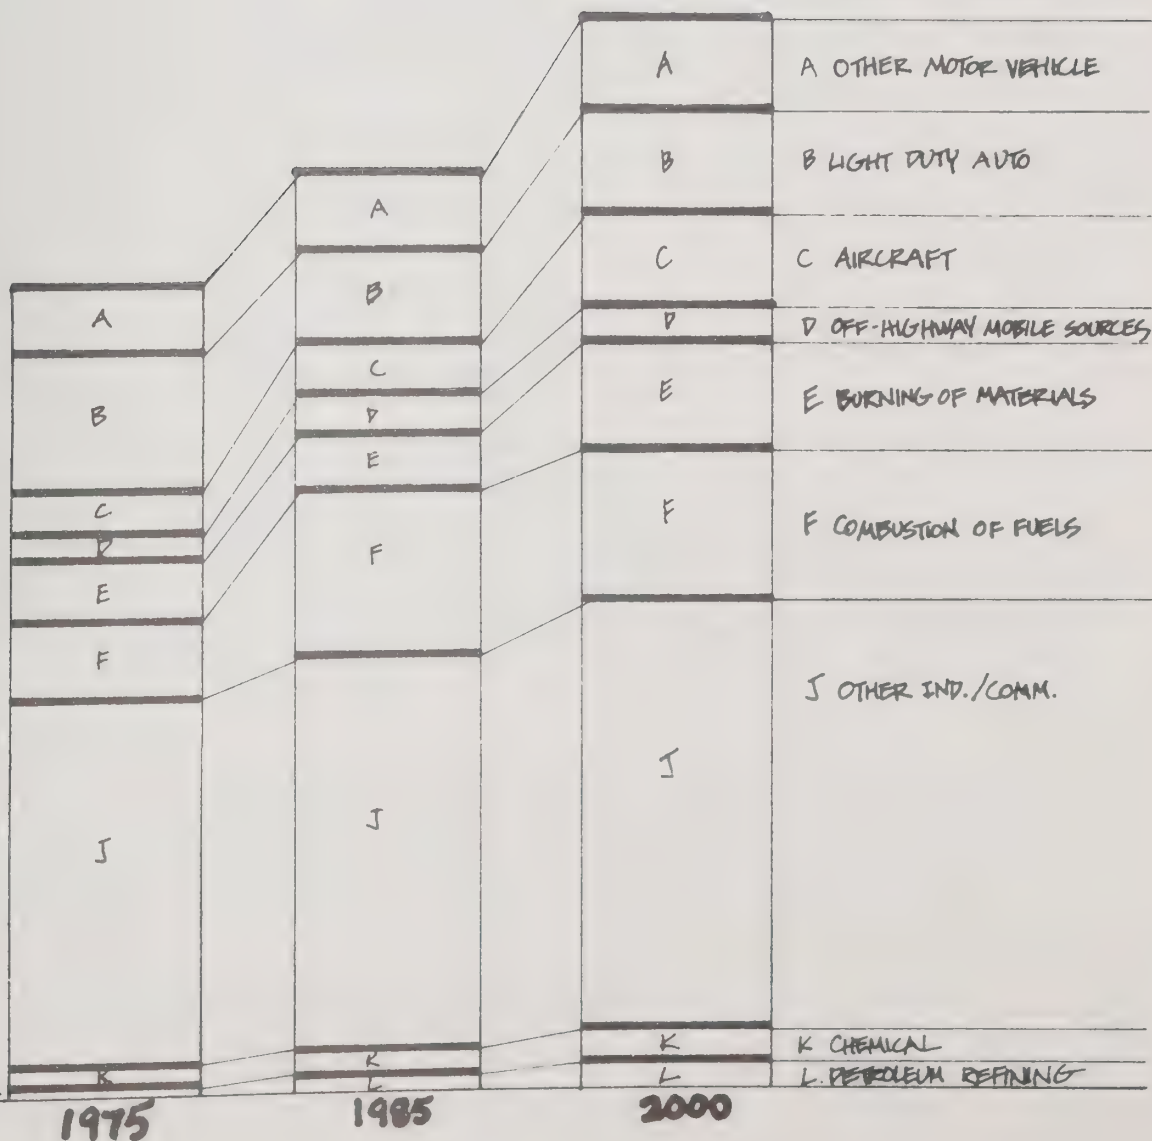 A
A OTHER MOTOR VEHICLE
B
B LIGHT DUTY AUTO
A
C
C AIRCRAFT
B
A
D
D OFF-HIGHWAY MOBILE SOURCES
C
E
E BURNING OF MATERIALS
B
D
E
C
F
F COMBUSTION OF FUELS
D
F
E
F
J OTHER IND./COMM.
J
J
J
K
K CHEMICAL
K
K
L
L. PETROLEUM REFINING
L
1975
1985
2000